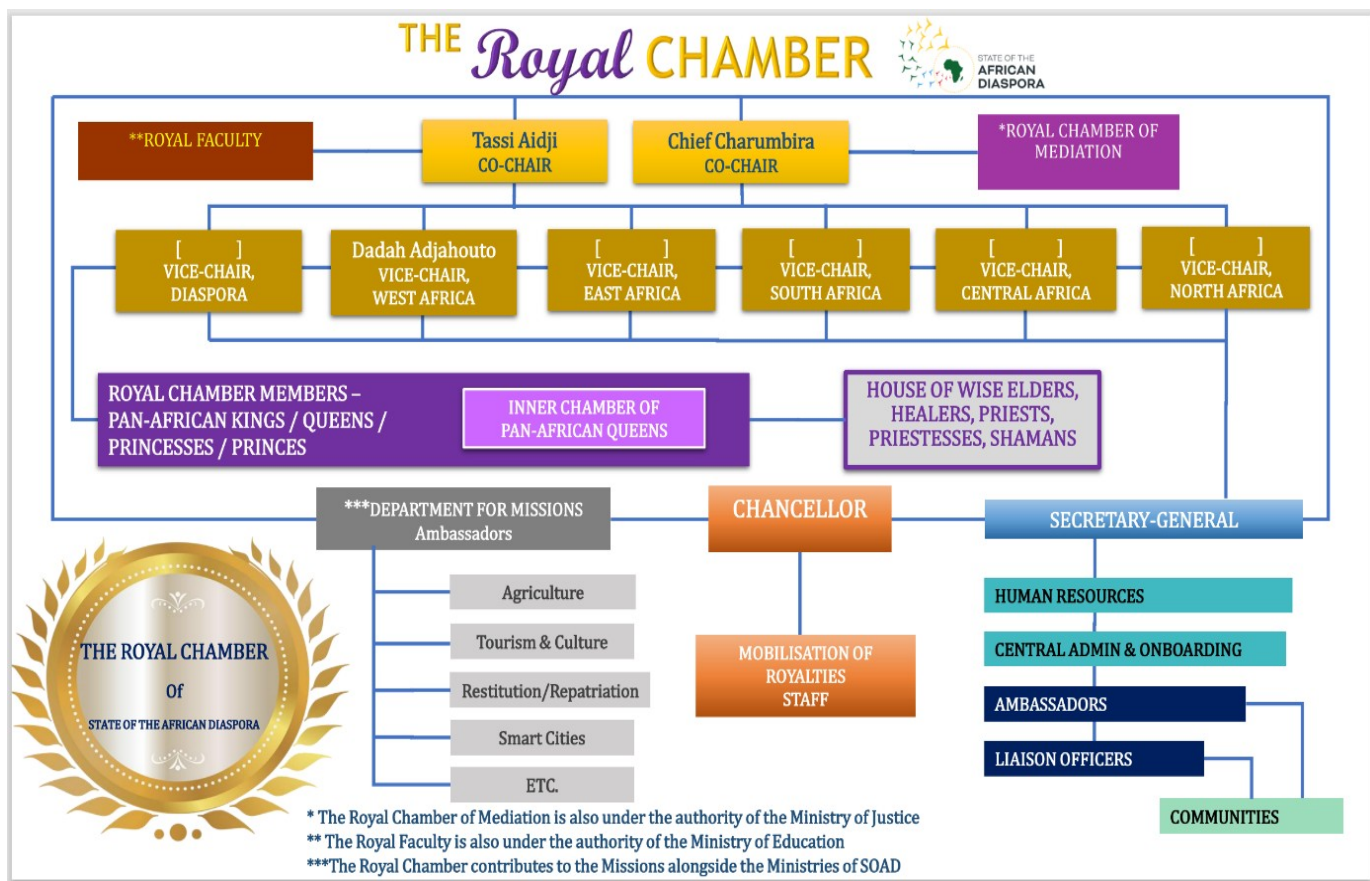 THE Royal CHAMBER
STATE OF THE
AFRICAN
DIASPORA
**ROYAL FACULTY
Tassi Aidji
CO-CHAIR
Chief Charumbira
CO-CHAIR
*ROYAL CHAMBER OF
MEDIATION
[ ]
VICE-CHAIR,
DIASPORA
Dadah Adjahouto
VICE-CHAIR,
WEST AFRICA
[ ]
VICE-CHAIR,
EAST AFRICA
[ ]
VICE-CHAIR,
SOUTH AFRICA
[ ]
VICE-CHAIR,
CENTRAL AFRICA
[ ]
VICE-CHAIR,
NORTH AFRICA
ROYAL CHAMBER MEMBERS –
PAN-AFRICAN KINGS / QUEENS /
PRINCESSES / PRINCES
INNER CHAMBER OF
PAN-AFRICAN QUEENS
HOUSE OF WISE ELDERS,
HEALERS, PRIESTS,
PRIESTESSES, SHAMANS
***DEPARTMENT FOR MISSIONS
Ambassadors
CHANCELLOR
SECRETARY-GENERAL
Agriculture
Tourism & Culture
Restitution/Repatriation
Smart Cities
ETC.
MOBILISATION OF
ROYALTIES
STAFF
HUMAN RESOURCES
CENTRAL ADMIN & ONBOARDING
AMBASSADORS
LIAISON OFFICERS
COMMUNITIES
THE ROYAL CHAMBER
Of
STATE OF THE AFRICAN DIASPORA
* The Royal Chamber of Mediation is also under the authority of the Ministry of Justice
** The Royal Faculty is also under the authority of the Ministry of Education
***The Royal Chamber contributes to the Missions alongside the Ministries of SOAD